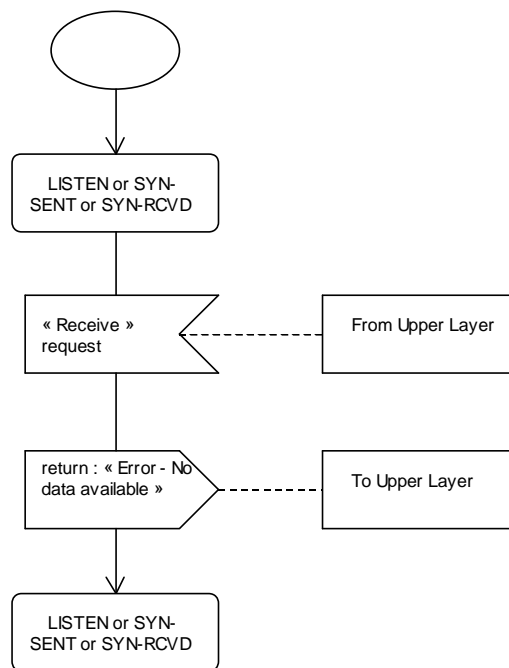 LISTEN or SYN-
SENT or SYN-RCVD
« Receive »
request
From Upper Layer
return : « Error - No
data available »
To Upper Layer
LISTEN or SYN-
SENT or SYN-RCVD